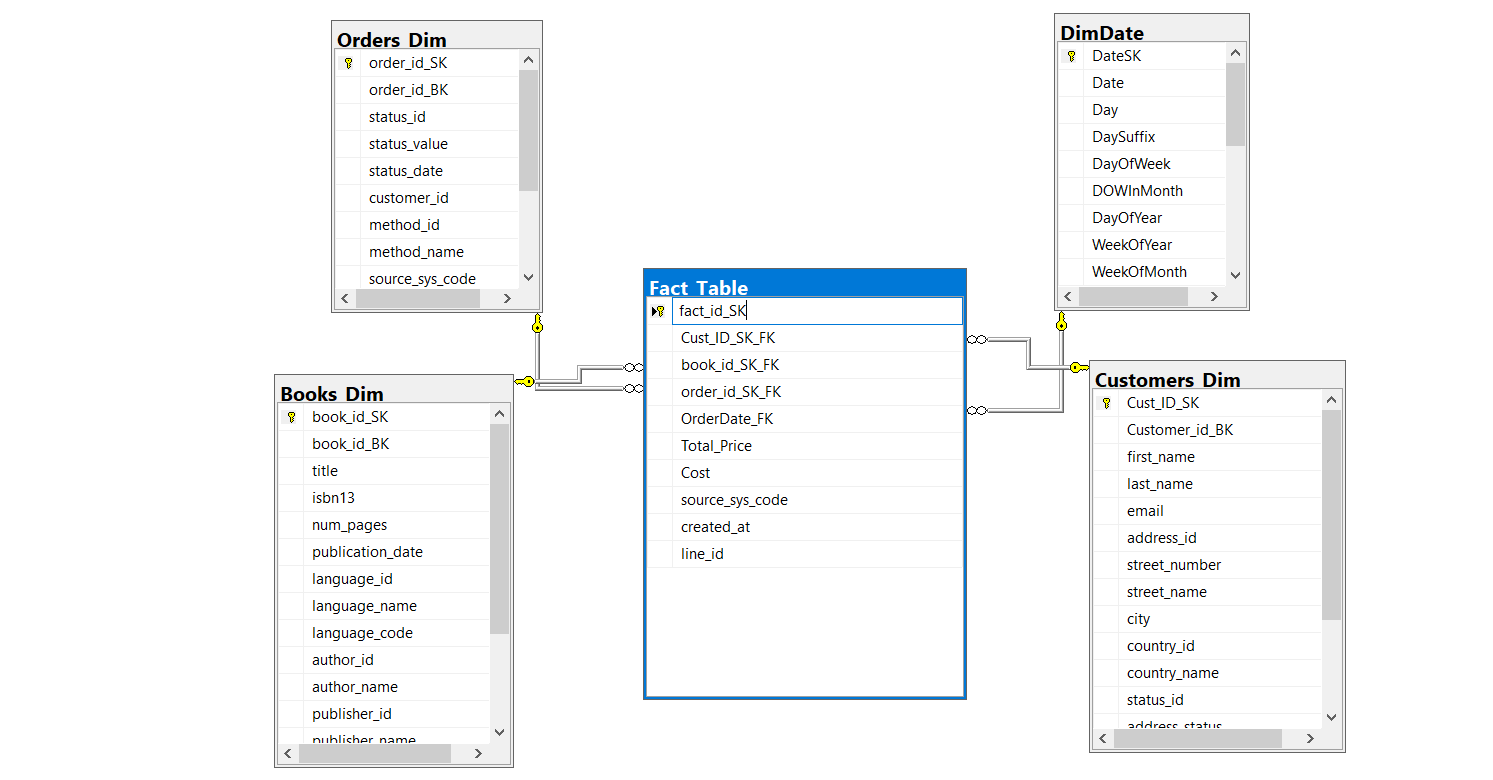 Orders_Dim
order_id_SK
order_id_BK
status_id
status_value
status_date
customer_id
method_id
method_name
source_sys_code
DimDate
DateSK
Date
Day
DaySuffix
DayOfWeek
DOWInMonth
DayOfYear
WeekOfYear
WeekOfMonth
Fact_Table
fact_id_SK
Cust_ID_SK_FK
book_id_SK_FK
order_id_SK_FK
OrderDate_FK
Total_Price
Cost
source_sys_code
created_at
line_id
Books_Dim
book_id_SK
book_id_BK
title
isbn13
num_pages
publication_date
language_id
language_name
language_code
author_id
author_name
publisher_id
publisher_name
Customers_Dim
Cust_ID_SK
Customer_id_BK
first_name
last_name
email
address_id
street_number
street_name
city
country_id
country_name
status_id
address_status